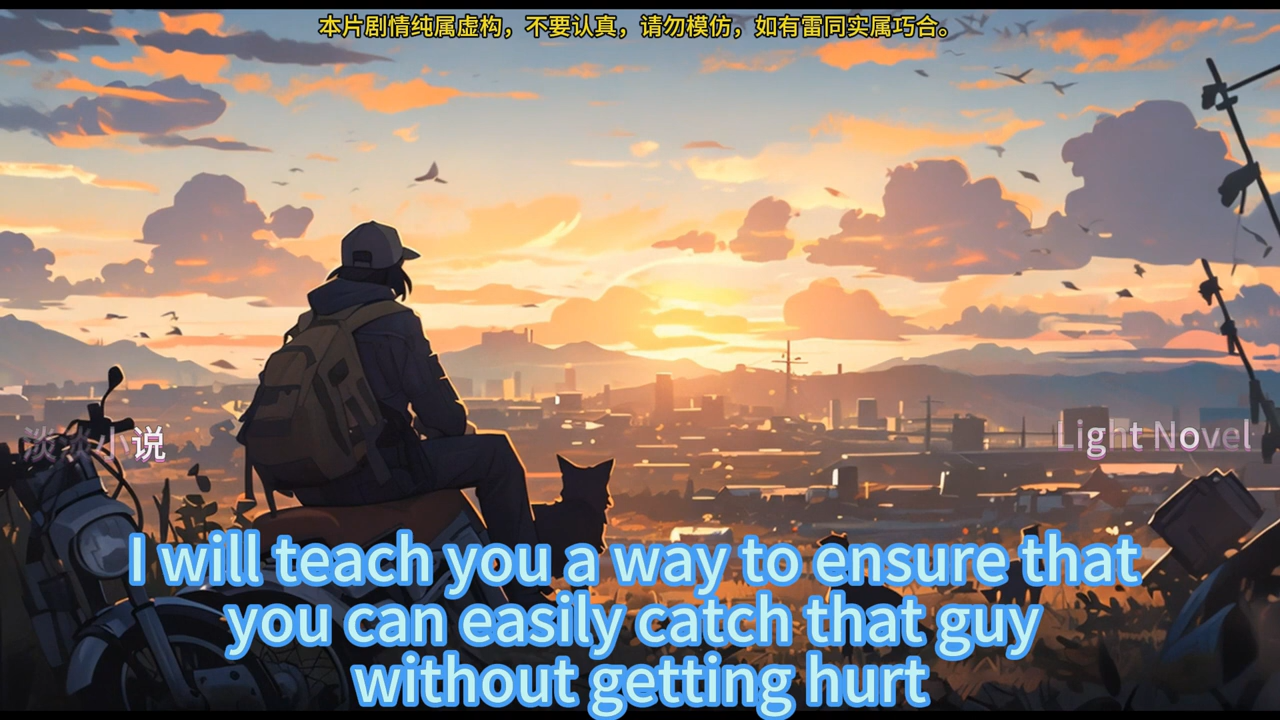 本片剧情纯属虚构，不要认真，请勿模仿，如有雷同实属巧合。
淡淡小说
Light Novel
I will teach you a way to ensure that
you can easily catch that guy
without getting hurt